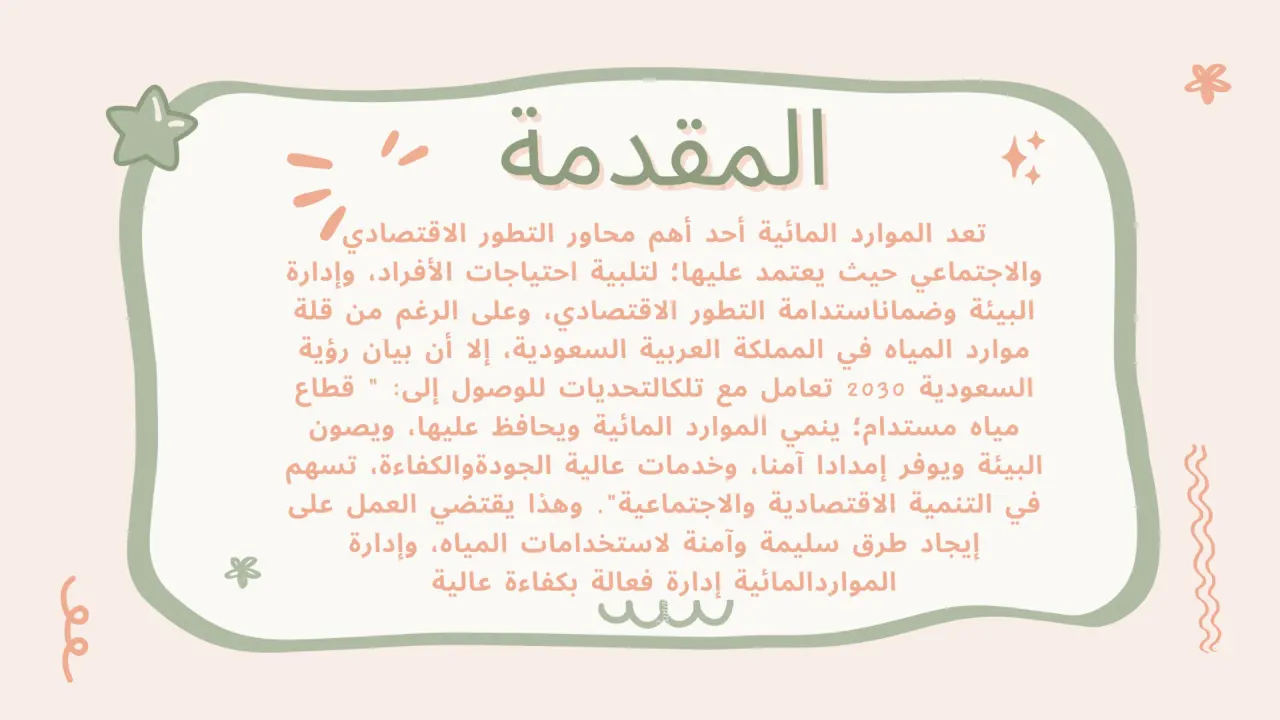 المقدمة
تعد الموارد المائية أحد أهم محاور التطور الاقتصادي
والاجتماعي حيث يعتمد عليها؛ لتلبية احتياجات الأفراد، وإدارة
البيئة وضماناستدامة التطور الاقتصادي، وعلى الرغم من قلة
موارد المياه في المملكة العربية السعودية، إلا أن بيان رؤية
السعودية 2030 تعامل مع تلكالتحديات للوصول إلى: " قطاع
مياه مستدام؛ ينمي الموارد المائية ويحافظ عليها، ويصون
البيئة ويوفر إمدادا آمنا، وخدمات عالية الجودةوالكفاءة، تسهم
في التنمية الاقتصادية والاجتماعية". وهذا يقتضي العمل على
إيجاد طرق سليمة وآمنة لاستخدامات المياه، وإدارة
المواردالمائية إدارة فعالة بكفاءة عالية